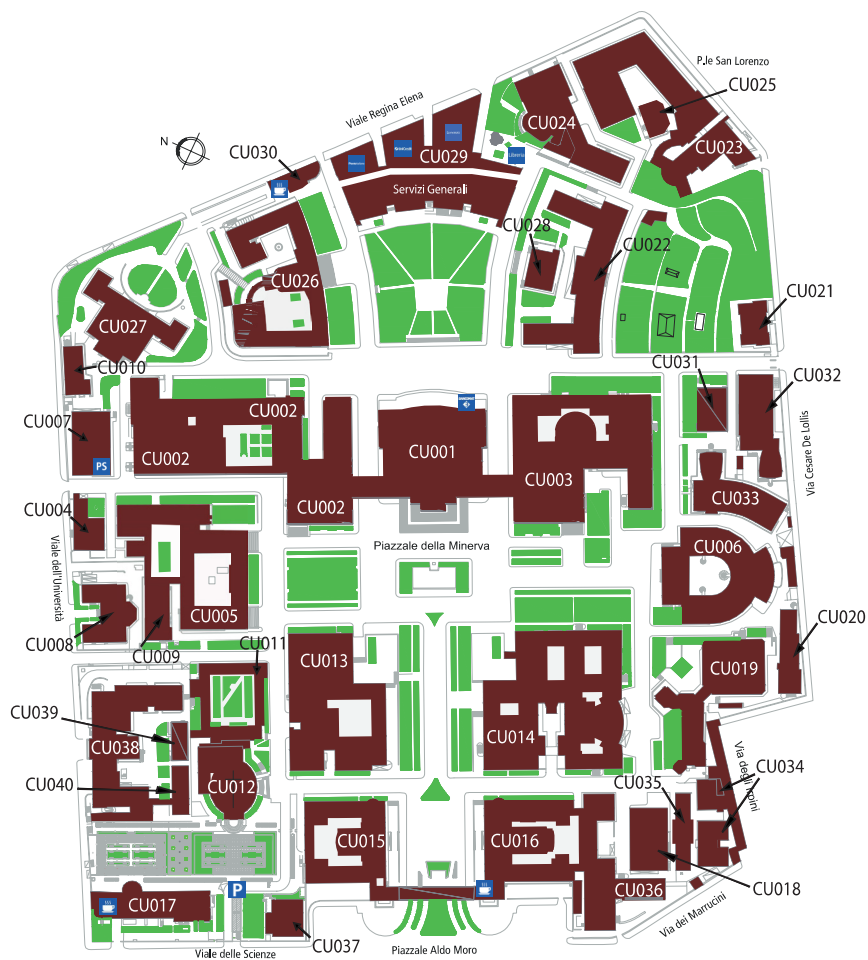 P.le San Lorenzo
CU025
Viale Regina Elena
CU024
N
CU023
CU030
CU029
Libreria
Servizi Generali
CU028
CU022
CU026
CU021
CU027
CU031
CU010
CU032
CU002
CU007
CU001
CU002
PS
CU003
Via Cesare De Lollis
CU033
CU004
CU002
CU006
Piazzale della Minerva
Viale dell'Università
CU005
CU008
CU009
CU011
CU020
CU013
CU019
CU039
CU038
CU014
Via degli Irpini
CU034
CU040
CU012
CU035
CU015
CU016
CU018
CU036
P
CU017
CU037
Via dei Marrucini
Viale delle Scienze
Piazzale Aldo Moro